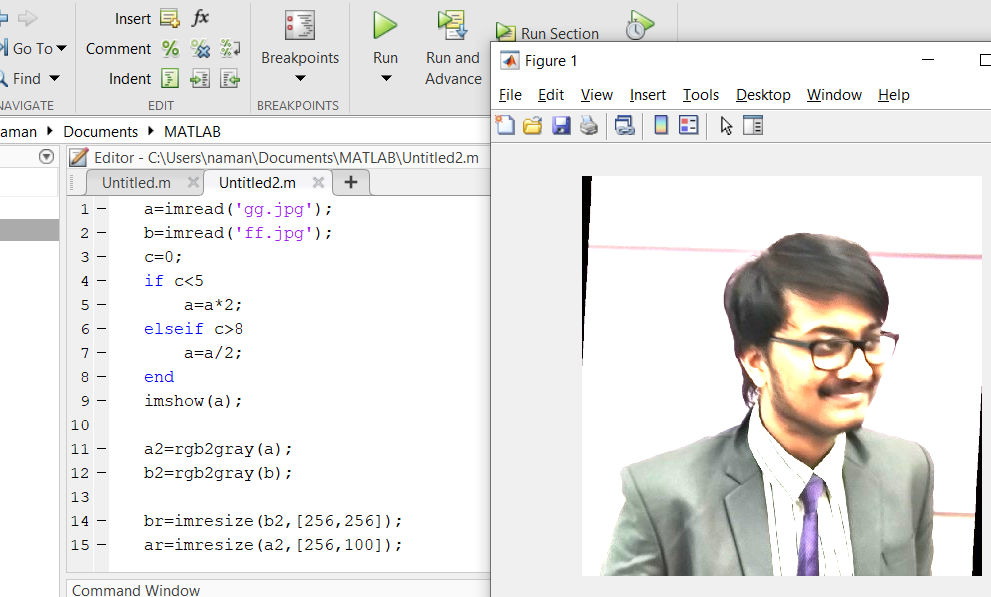 Insert fx
Go To
Comment
Find
Indent
NAVIGATE
EDIT
Breakpoints
BREAKPOINTS
Run
Run and
Advance
Run Section
aman Documents MATLAB
Editor - C:\Users\naman\Documents\MATLAB\Untitled2.m
Untitled.m Untitled2.m
1 a=imread('gg.jpg');
2 b=imread('ff.jpg');
3 c=0;
4 if c<5
5 a=a*2;
6 elseif c>8
7 a=a/2;
8 end
9 imshow(a);
10
11 a2=rgb2gray(a);
12 b2=rgb2gray(b);
13
14 br=imresize(b2,[256,256]);
15 ar=imresize(a2,[256,100]);
Command Window
Figure 1
File Edit View Insert Tools Desktop Window Help